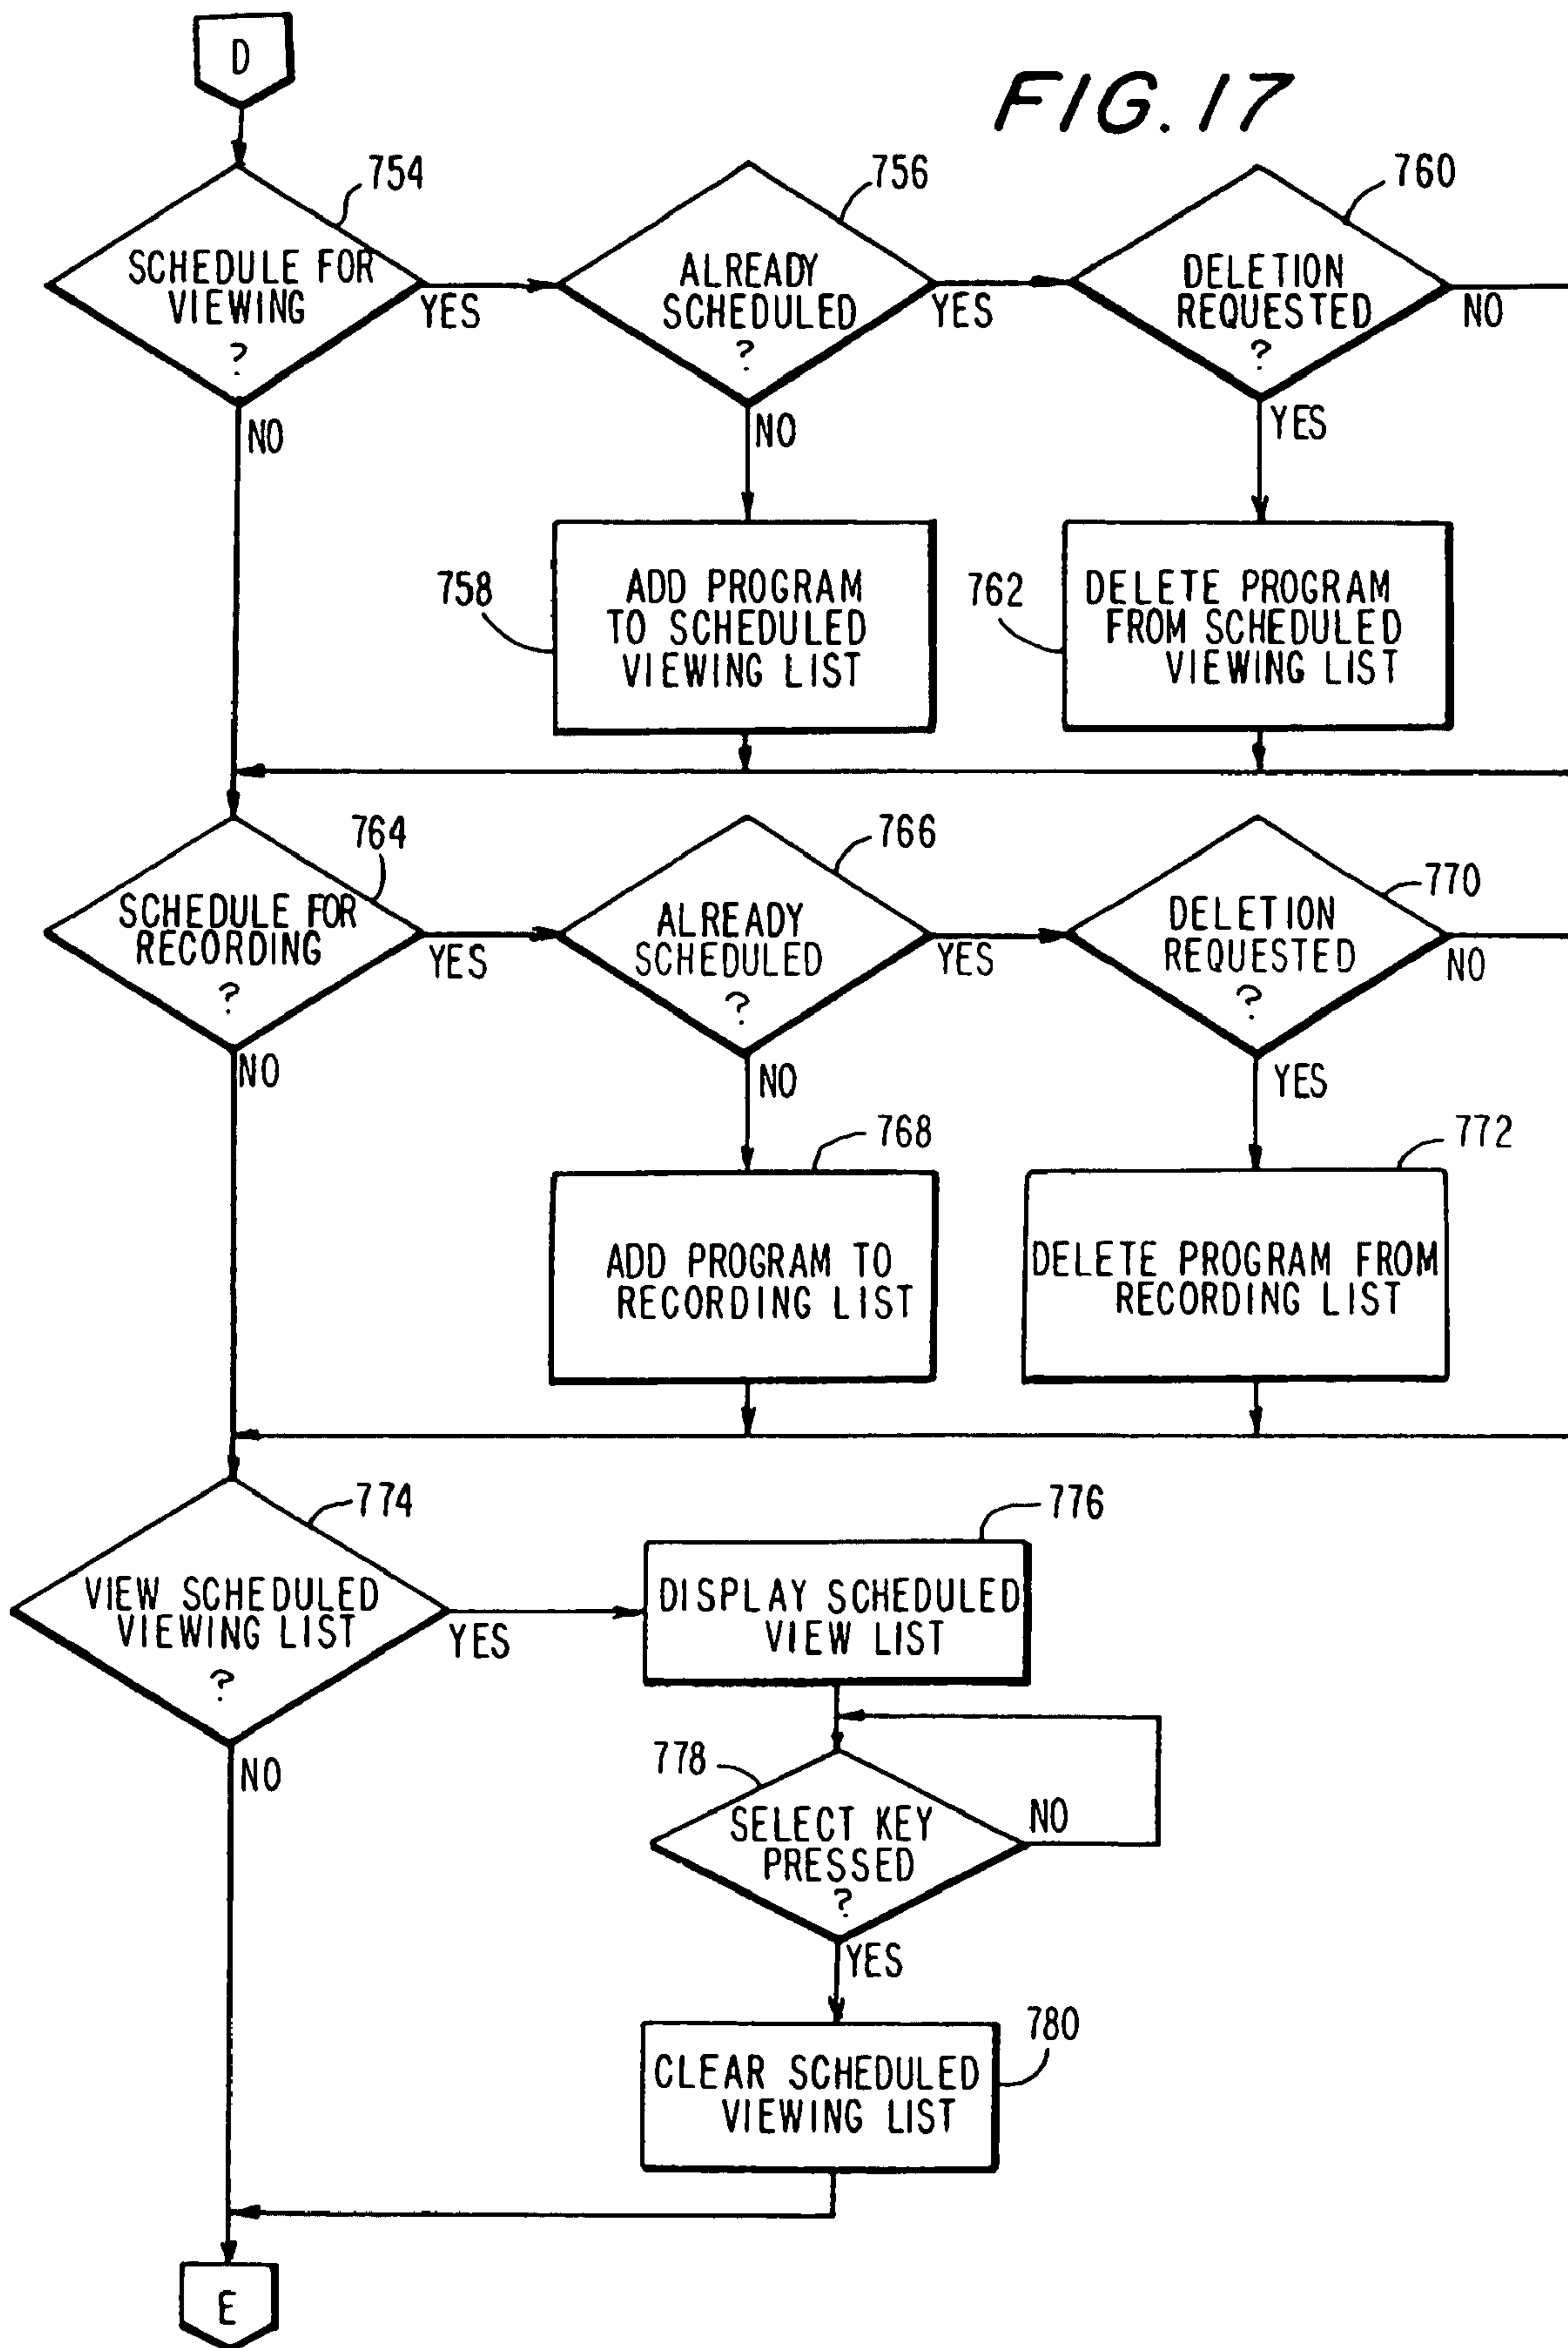 D
FIG. 17
754
756
760
SCHEDULE FOR
VIEWING
?
YES
NO
ALREADY
SCHEDULED
?
YES
NO
DELETION
REQUESTED
?
NO
YES
758
ADD PROGRAM
TO SCHEDULED
VIEWING LIST
762
DELETE PROGRAM
FROM SCHEDULED
VIEWING LIST
764
766
770
SCHEDULE FOR
RECORDING
?
YES
NO
ALREADY
SCHEDULED
?
YES
NO
DELETION
REQUESTED
?
NO
YES
768
ADD PROGRAM TO
RECORDING LIST
772
DELETE PROGRAM FROM
RECORDING LIST
774
VIEW SCHEDULED
VIEWING LIST
?
YES
NO
776
DISPLAY SCHEDULED
VIEW LIST
778
SELECT KEY
PRESSED
?
NO
YES
780
CLEAR SCHEDULED
VIEWING LIST
E